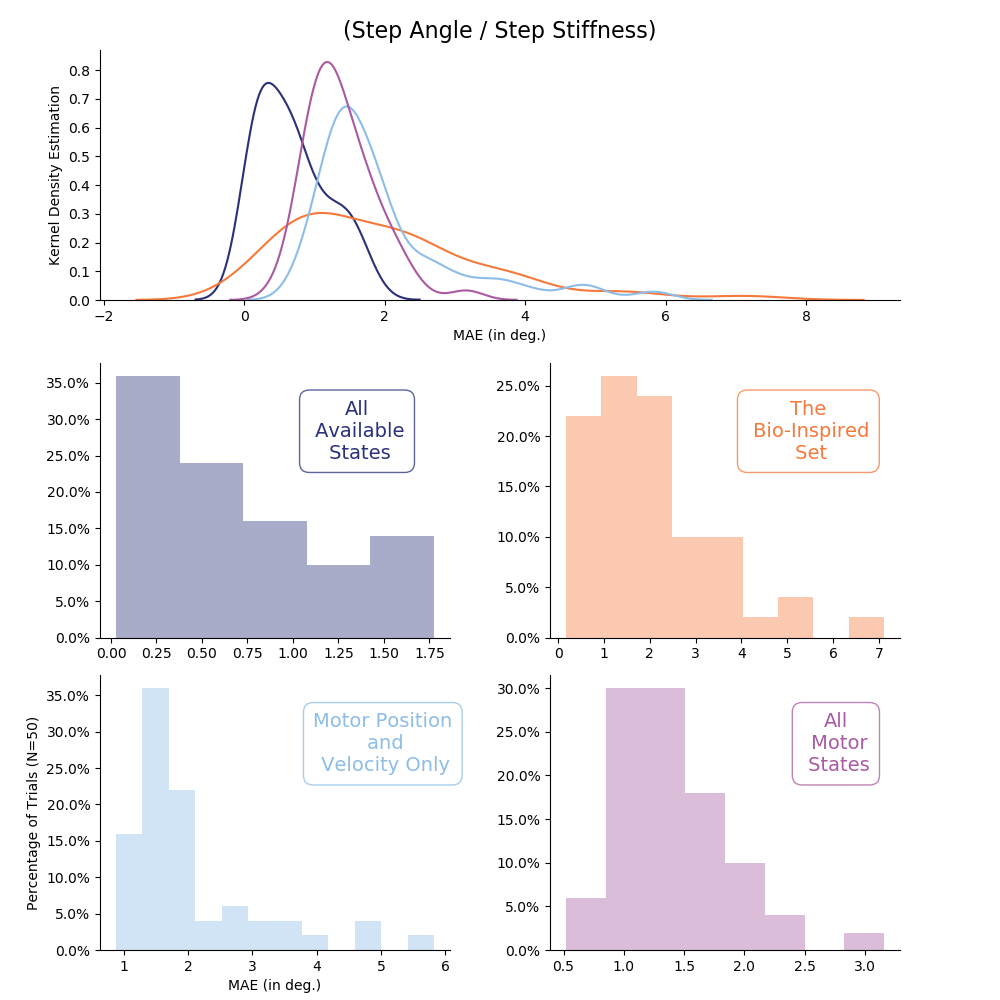 (Step Angle / Step Stiffness)
Kernel Density Estimation
0.8
0.7
0.6
0.5
0.4
0.3
0.2
0.1
0.0
−2 0 2 4 6 8
MAE (in deg.)
35.0%
30.0%
25.0%
20.0%
15.0%
10.0%
5.0%
0.0%
All
Available
States
0.00 0.25 0.50 0.75 1.00 1.25 1.50 1.75
25.0%
20.0%
15.0%
10.0%
5.0%
0.0%
The
Bio-Inspired
Set
0 1 2 3 4 5 6 7
Percentage of Trials (N=50)
35.0%
30.0%
25.0%
20.0%
15.0%
10.0%
5.0%
0.0%
Motor Position
and
Velocity Only
1 2 3 4 5 6
MAE (in deg.)
30.0%
25.0%
20.0%
15.0%
10.0%
5.0%
0.0%
All
Motor
States
0.5 1.0 1.5 2.0 2.5 3.0